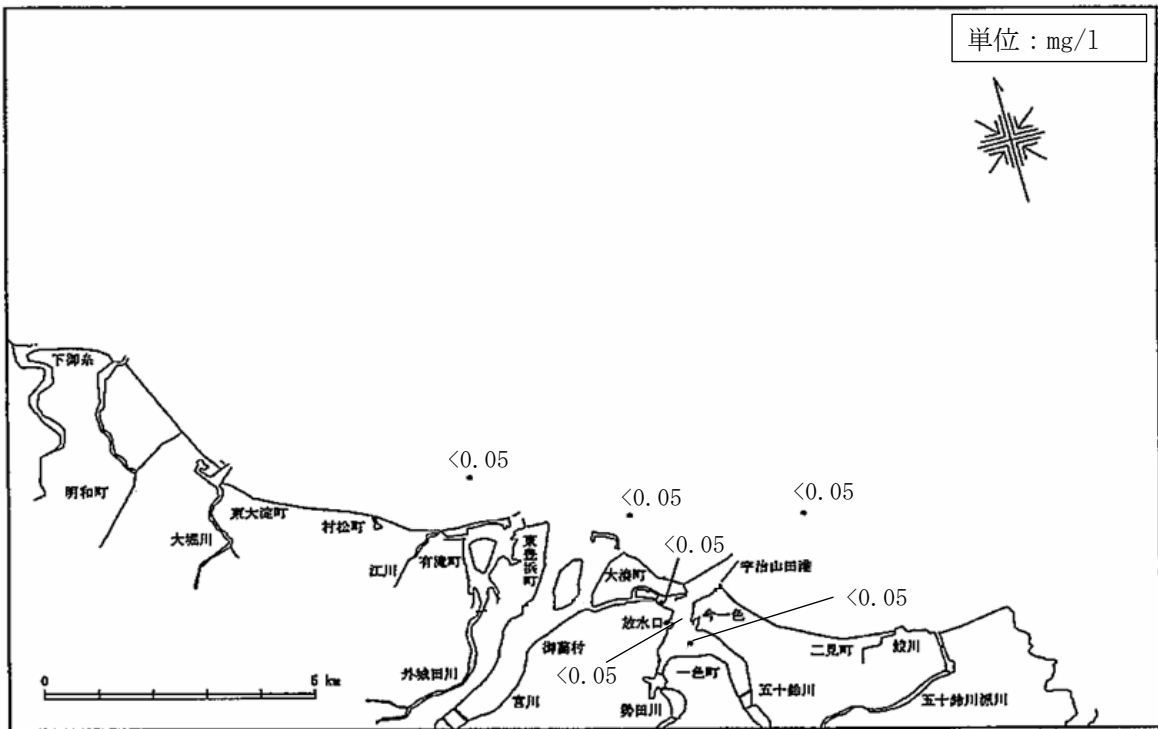 単位：mg/l
下御糸
<0.05
明和町
<0.05
<0.05
東大淀町
村松町
大堀川
<0.05
江川
有滝町
東豊浜町
大湊町
宇治山田港
<0.05
放水口
今一色
御薗村
二見町
鮫川
<0.05
外城田川
一色町
0
5 km
宮川
勢田川
五十鈴川
五十鈴川派川